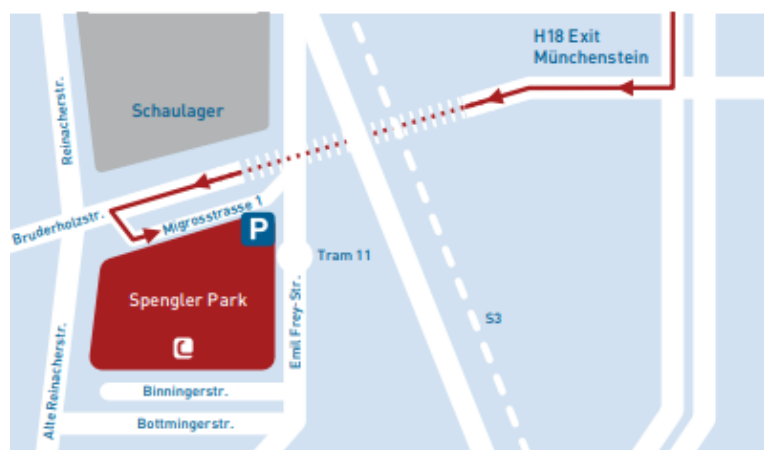 H18 Exit
Münchenstein
Schaulager
Reinacherstr.
Bruderholzstr.
Migrosstrasse 1
P
Tram 11
Spengler Park
Emil Frey-Str.
S3
Alte Reinacherstr.
Binningerstr.
Bottmingerstr.